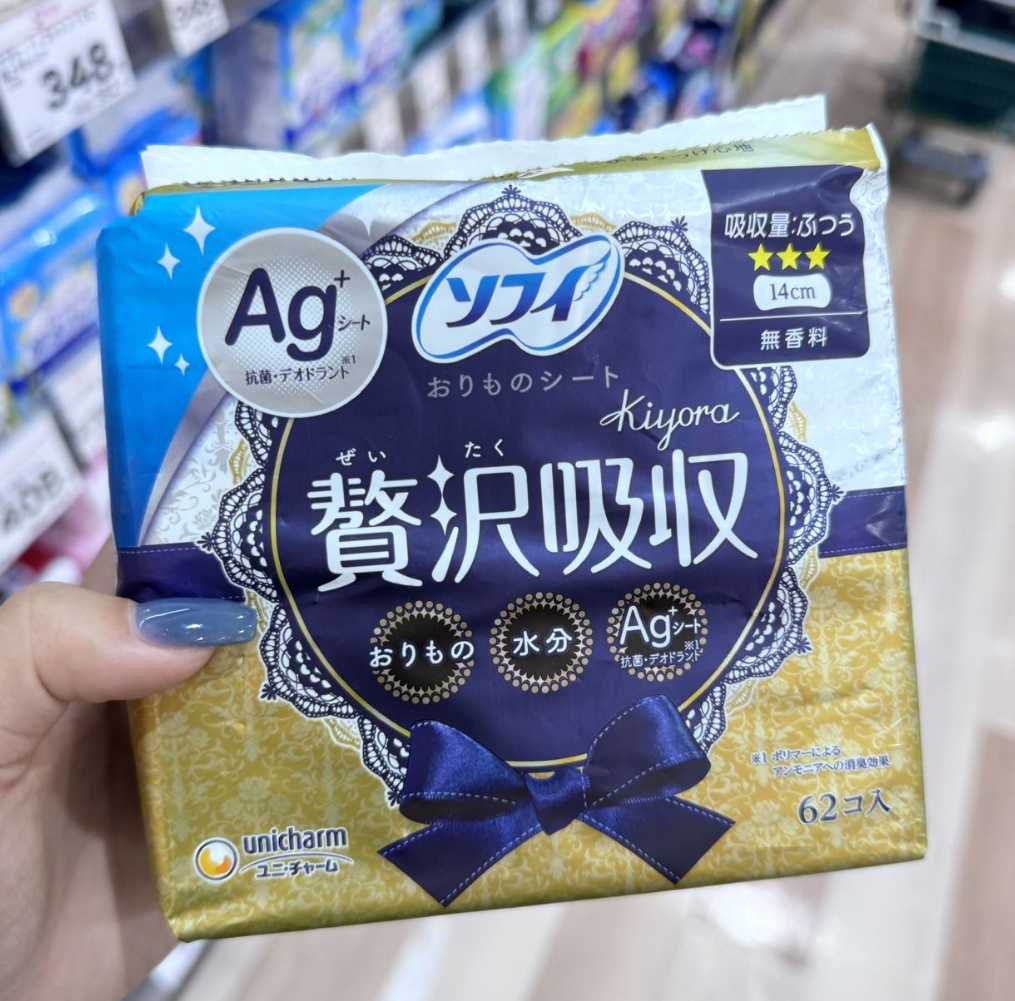 348
Ag+
シート
抗菌・デオドラント※1
ソフィ
おりものシート
Kiyora
ぜいたく
贅沢吸収
吸収量:ふつう
14cm
無香料
おりもの
水分
Ag+
シート
※1
抗菌・デオドラント
※1 ポリマーによる
アンモニアへの消臭効果
62コ入
unicharm
ユニ・チャーム